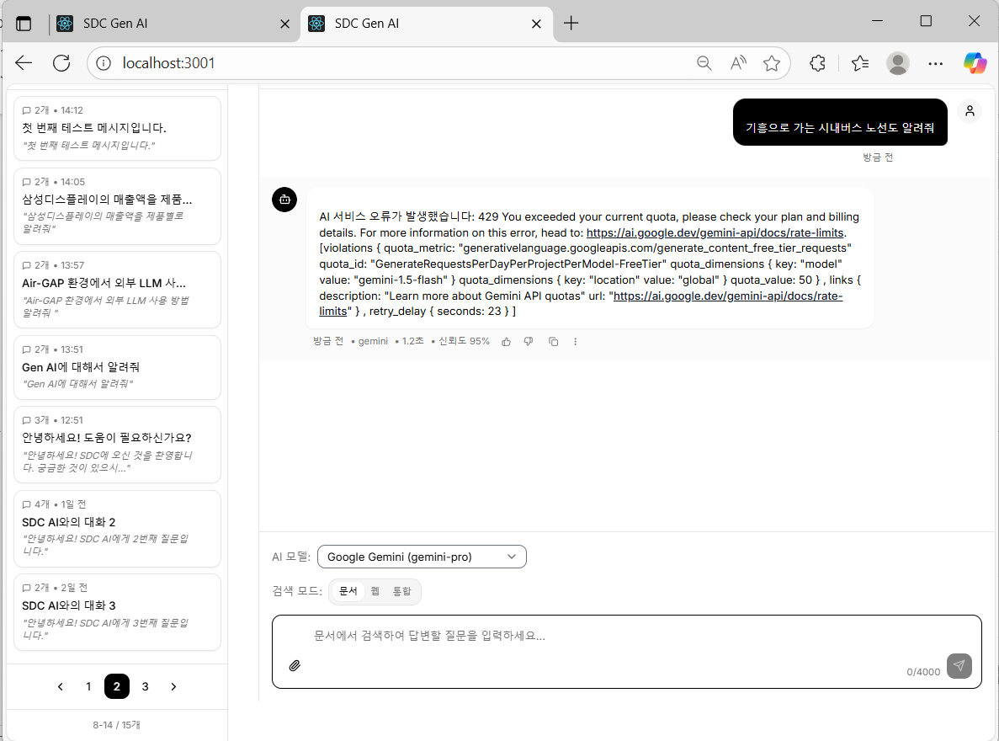 SDC Gen AI
SDC Gen AI
localhost:3001
2개 • 14:12
첫 번째 테스트 메시지입니다.
"첫 번째 테스트 메시지입니다."
2개 • 14:05
삼성디스플레이의 매출액을 제품...
"삼성디스플레이의 매출액을 제품별로
알려줘"
2개 • 13:57
Air-GAP 환경에서 외부 LLM 사...
"Air-GAP 환경에서 외부 LLM 사용 방법
알려줘 "
2개 • 13:51
Gen AI에 대해서 알려줘
"Gen AI에 대해서 알려줘"
3개 • 12:51
안녕하세요! 도움이 필요하신가요?
"안녕하세요! SDC에 오신 것을 환영합니
다. 궁금한 것이 있으시..."
4개 • 1일 전
SDC AI와의 대화 2
"안녕하세요! SDC AI에게 2번째 질문입
니다."
2개 • 2일 전
SDC AI와의 대화 3
"안녕하세요! SDC AI에게 3번째 질문입
니다."
1 2 3
8-14 / 15개
기흥으로 가는 시내버스 노선도 알려줘
방금 전
AI 서비스 오류가 발생했습니다: 429 You exceeded your current quota, please check your plan and billing
details. For more information on this error, head to: https://ai.google.dev/gemini-api/docs/rate-limits.
[violations { quota_metric: "generativelanguage.googleapis.com/generate_content_free_tier_requests"
quota_id: "GenerateRequestsPerDayPerProjectPerModel-FreeTier" quota_dimensions { key: "model"
value: "gemini-1.5-flash" } quota_dimensions { key: "location" value: "global" } quota_value: 50 } , links {
description: "Learn more about Gemini API quotas" url: "https://ai.google.dev/gemini-api/docs/rate-
limits" } , retry_delay { seconds: 23 } ]
방금 전 • gemini • 1.2초 • 신뢰도 95%
AI 모델: Google Gemini (gemini-pro)
검색 모드: 문서 웹 통합
문서에서 검색하여 답변할 질문을 입력하세요...
0/4000